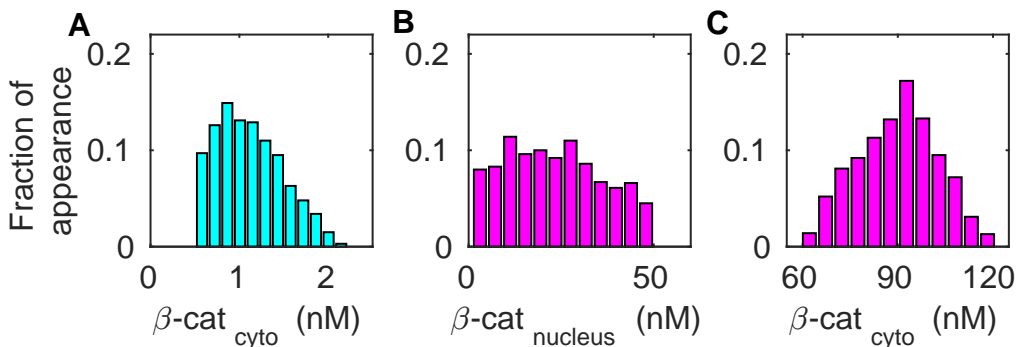 A
B
C
Fraction of
appearance
0.2
0.1
0
0
1
2
β-cat cyto (nM)
0.2
0.1
0
0
50
β-cat nucleus (nM)
0.2
0.1
0
60
90
120
β-cat cyto (nM)